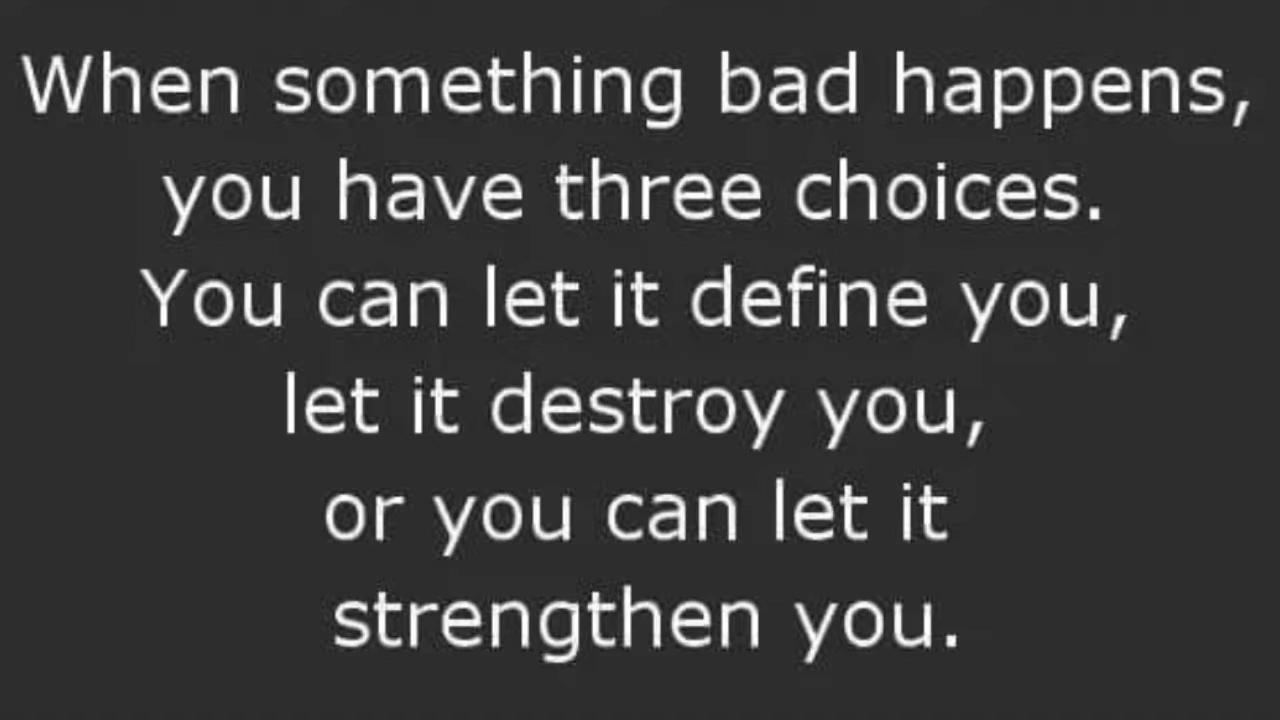 When something bad happens,
you have three choices.
You can let it define you,
let it destroy you,
or you can let it
strengthen you.